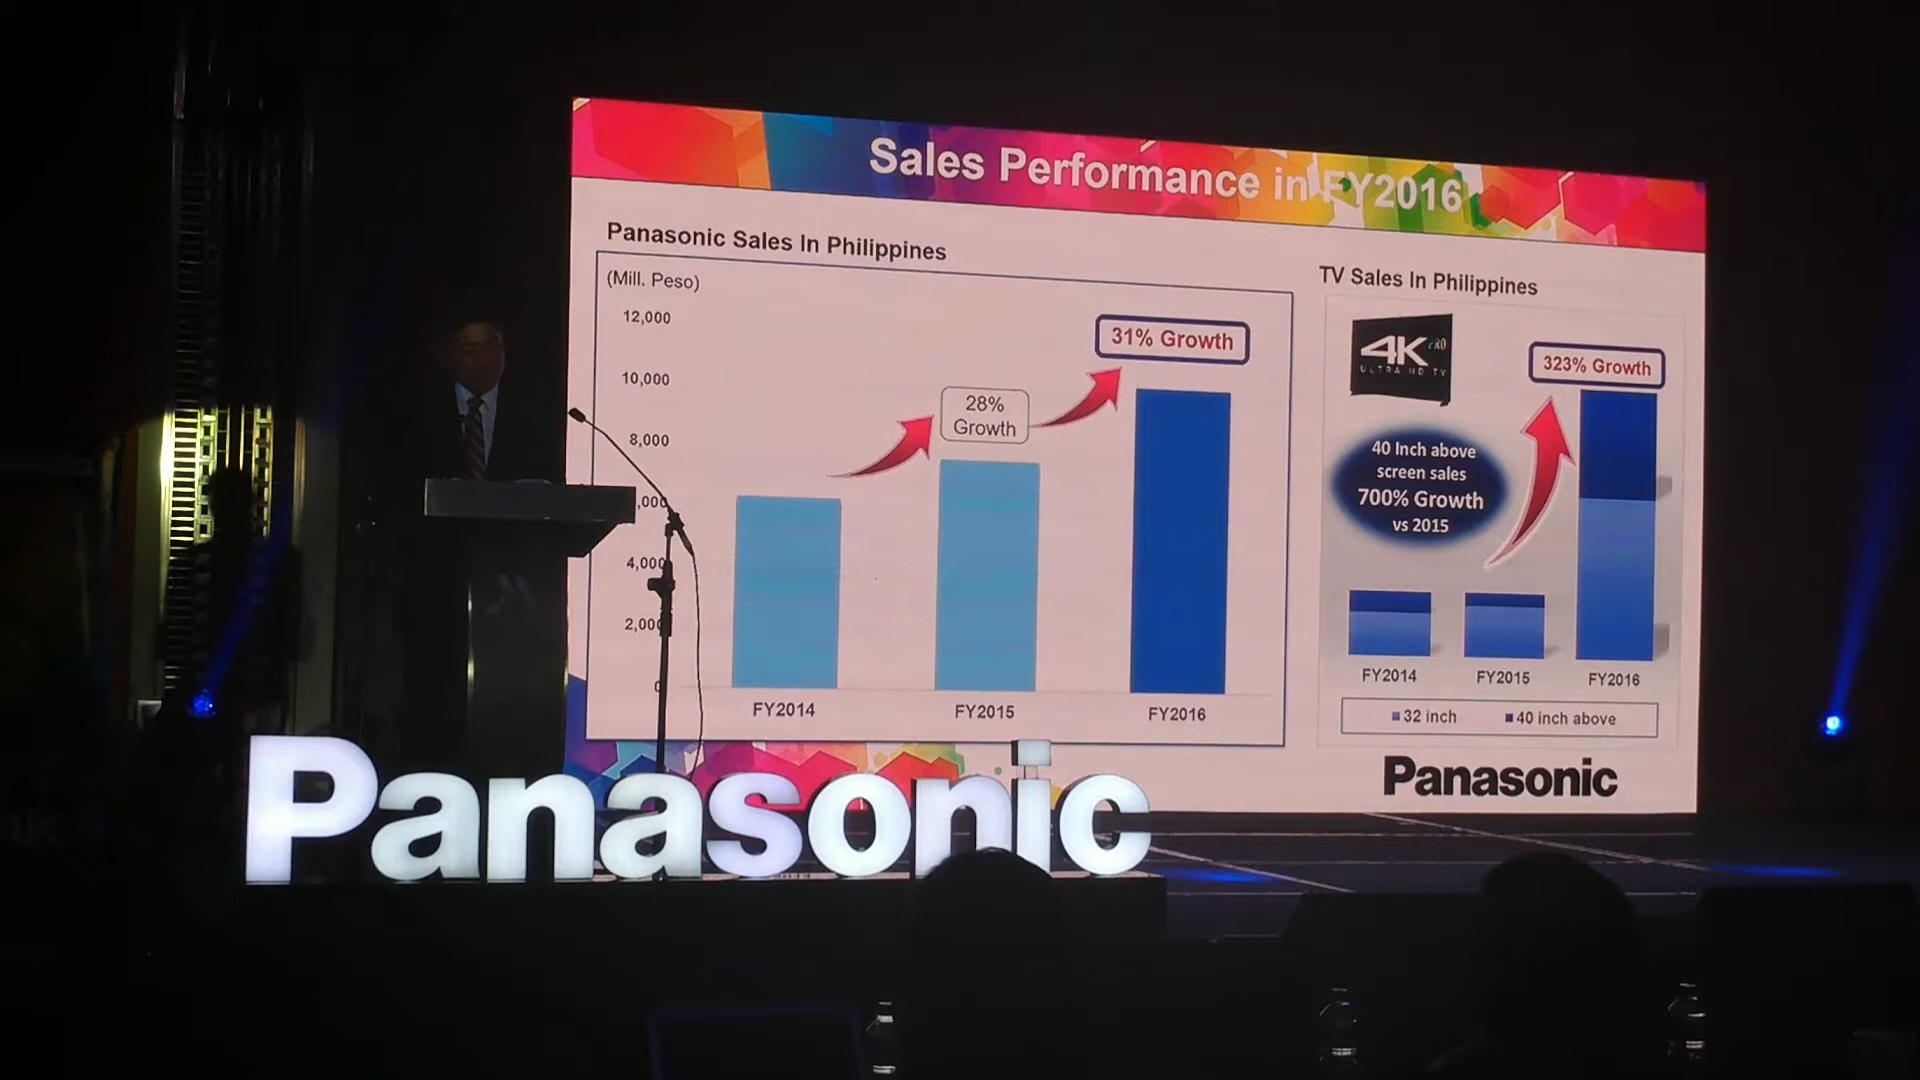 Sales Performance in FY2016
Panasonic Sales In Philippines
(Mill. Peso)
12,000
10,000
8,000
,000
4,000
2,000
0
31% Growth
28%
Growth
FY2014
FY2015
FY2016
TV Sales In Philippines
4K PRO
ULTRA HD TV
323% Growth
40 Inch above
screen sales
700% Growth
vs 2015
FY2014
FY2015
FY2016
32 inch
40 inch above
Panasonic
Panasonic